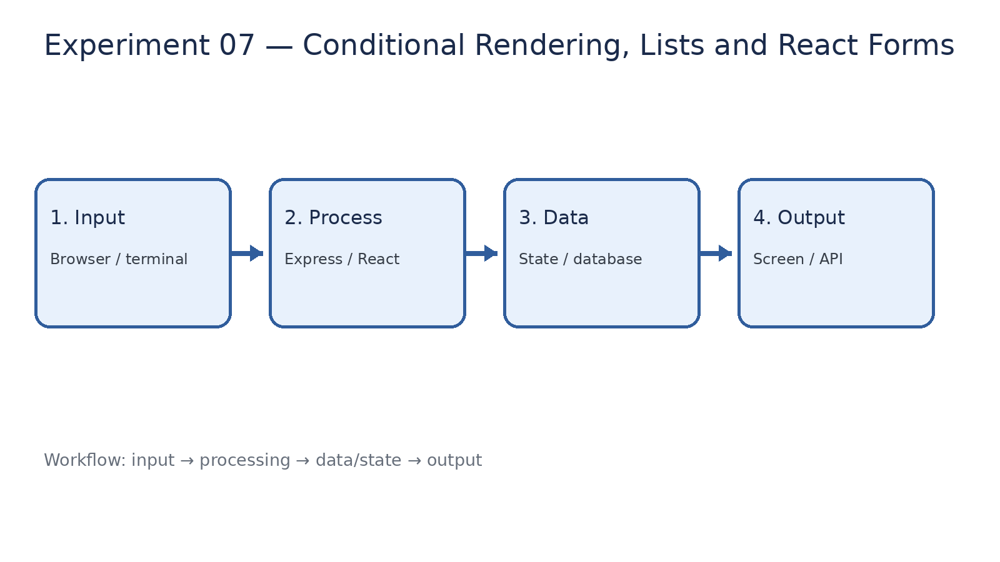 Experiment 07 — Conditional Rendering, Lists and React Forms
1. Input
Browser / terminal
2. Process
Express / React
3. Data
State / database
4. Output
Screen / API
Workflow: input → processing → data/state → output